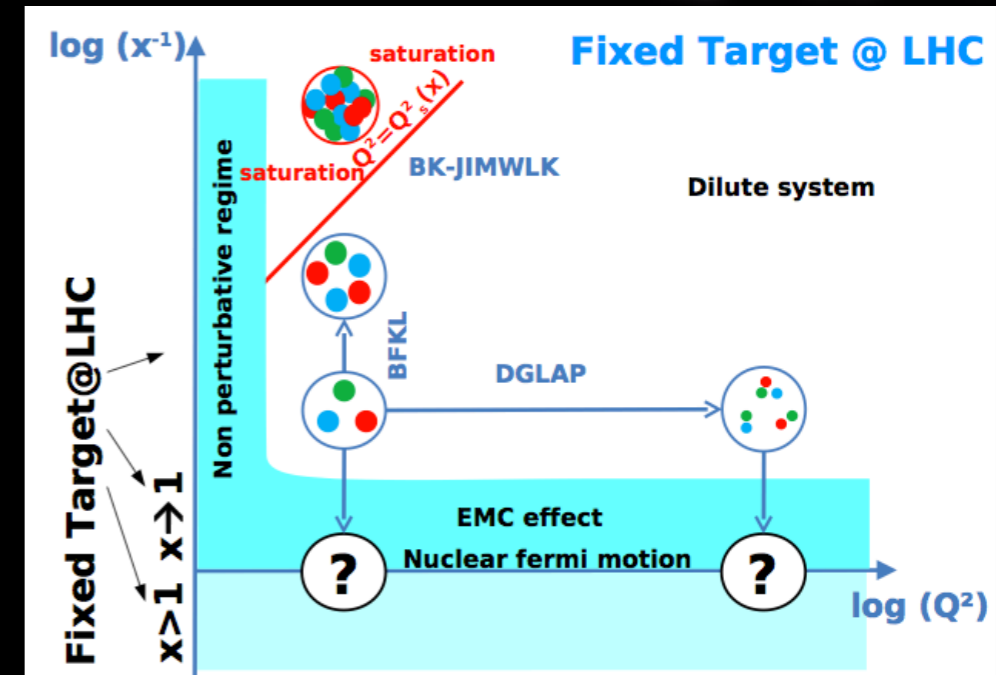 log (x⁻¹)
Fixed Target @ LHC
saturation
Q²=Q²ₛ(x)
saturation
BK-JIMWLK
Dilute system
Non perturbative regime
BFKL
DGLAP
Fixed Target@LHC
x→1
x>1
EMC effect
Nuclear fermi motion
?
?
log (Q²)